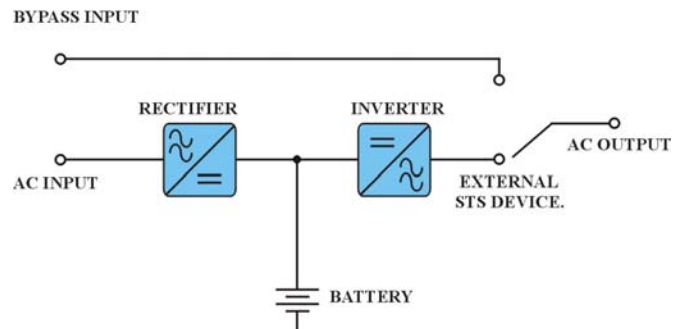 BYPASS INPUT
RECTIFIER
INVERTER
AC INPUT
AC OUTPUT
EXTERNAL
STS DEVICE.
BATTERY